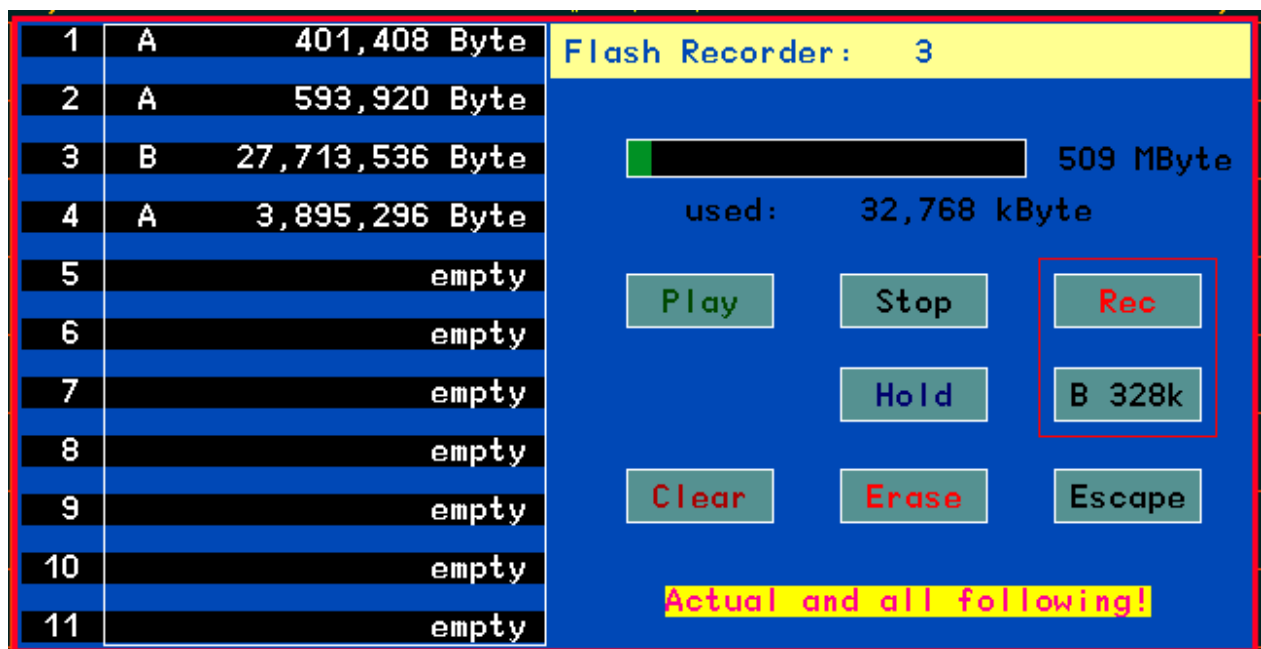 1 A 401,408 Byte
2 A 593,920 Byte
3 B 27,713,536 Byte
4 A 3,895,296 Byte
5 empty
6 empty
7 empty
8 empty
9 empty
10 empty
11 empty
Flash Recorder: 3
509 MByte
used: 32,768 kByte
Play Stop Rec
Hold B 328k
Clear Erase Escape
Actual and all following!